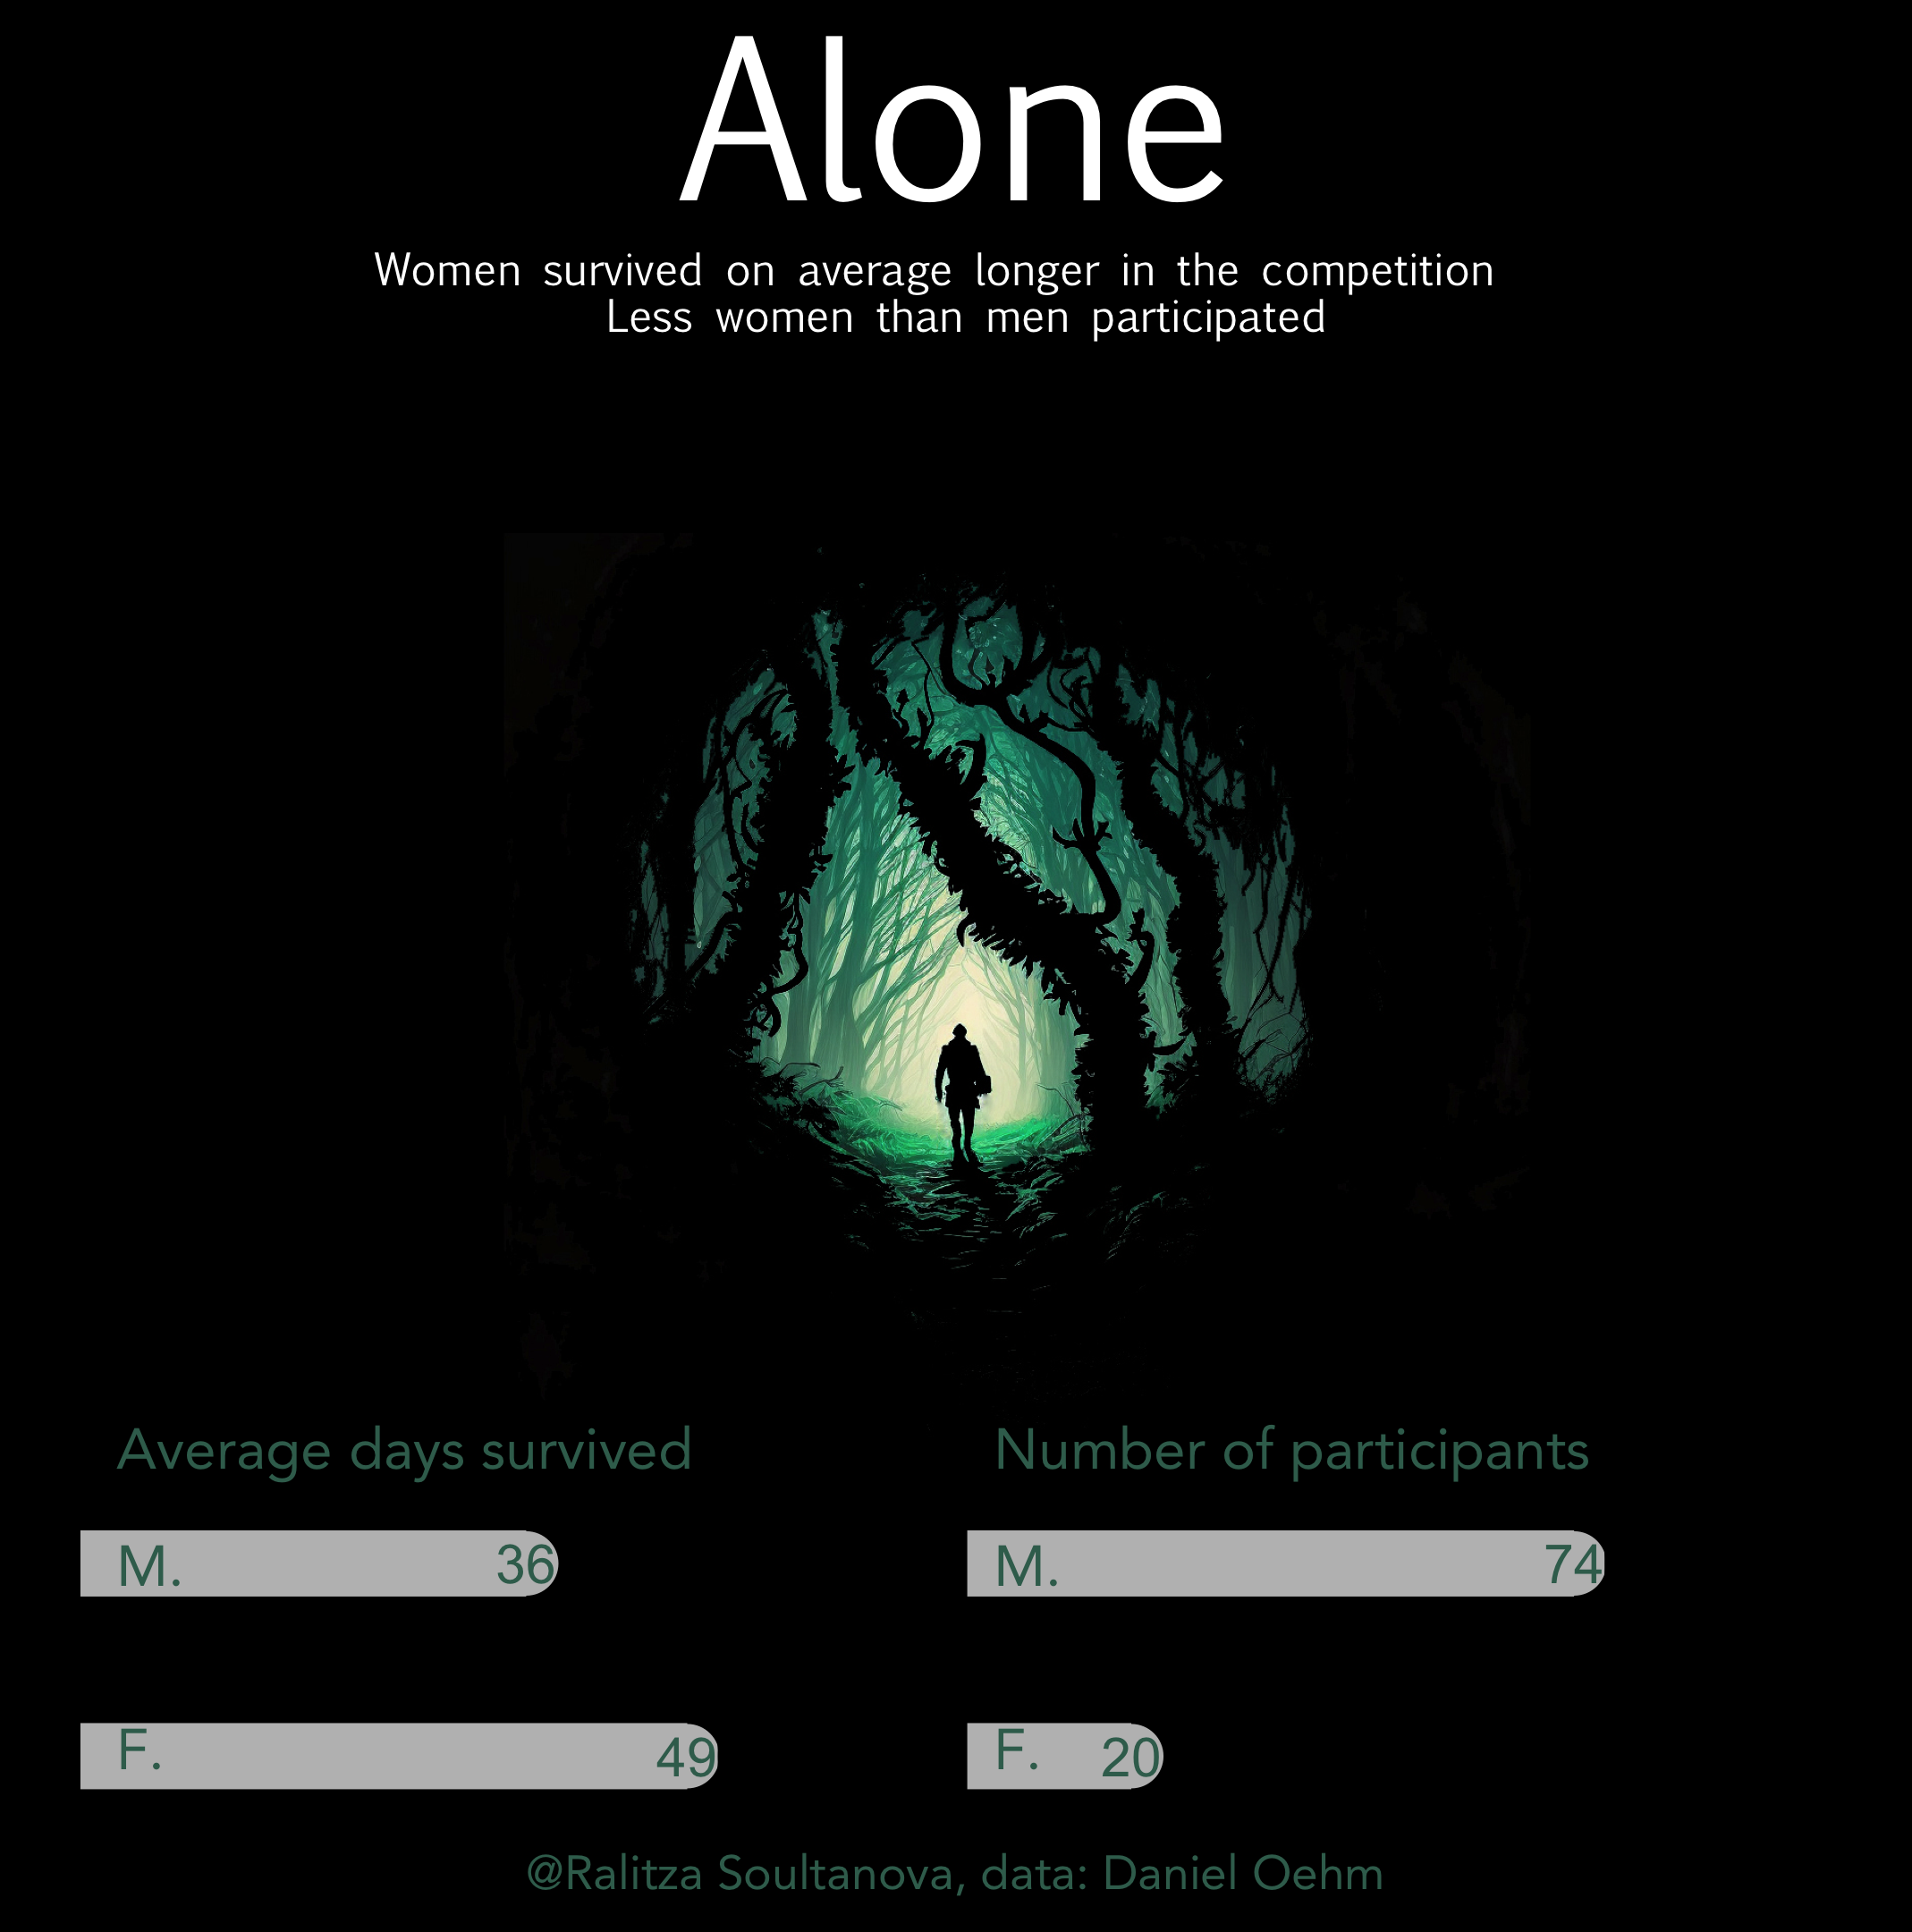 Alone
Women survived on average longer in the competition
Less women than men participated
Average days survived
M. 36
F. 49
Number of participants
M. 74
F. 20
@Ralitza Soultanova, data: Daniel Oehm